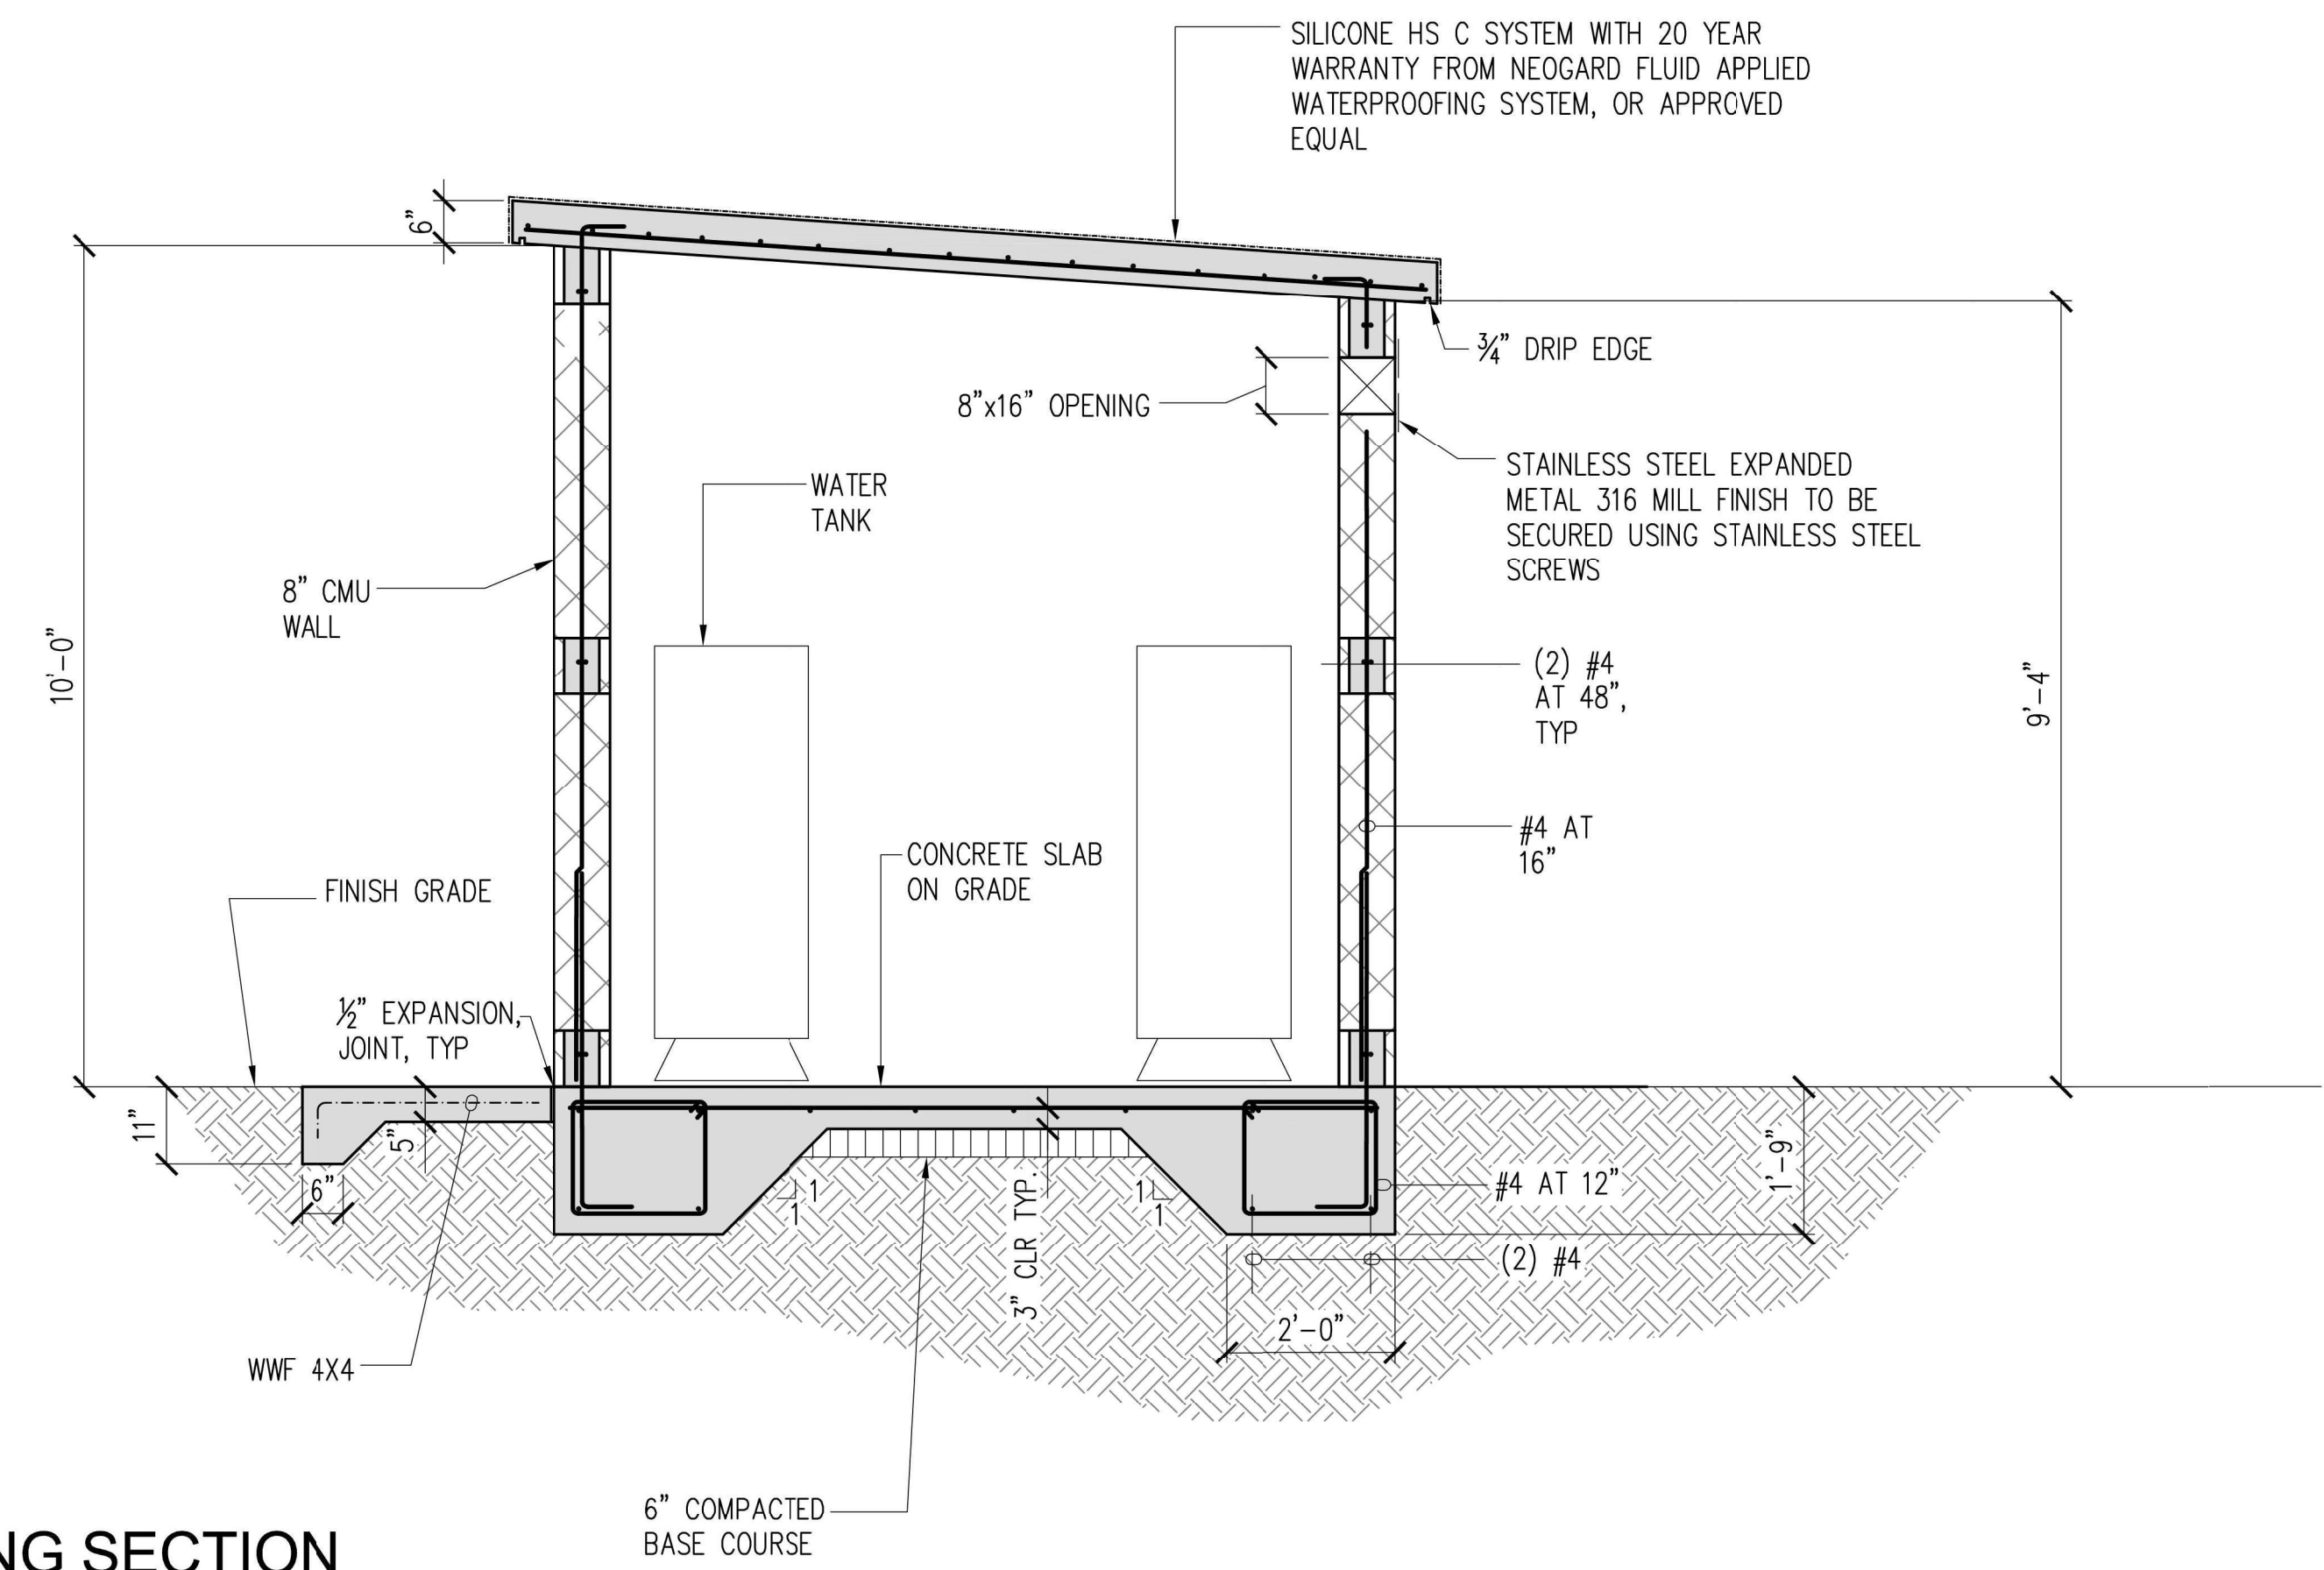 SILICONE HS C SYSTEM WITH 20 YEAR
WARRANTY FROM NEOGARD FLUID APPLIED
WATERPROOFING SYSTEM, OR APPROVED
EQUAL
6"
¾" DRIP EDGE
8"x16" OPENING
STAINLESS STEEL EXPANDED
METAL 316 MILL FINISH TO BE
SECURED USING STAINLESS STEEL
SCREWS
WATER
TANK
8" CMU
WALL
10'-0"
(2) #4
AT 48",
TYP
9'-4"
#4 AT
16"
CONCRETE SLAB
ON GRADE
FINISH GRADE
½" EXPANSION,
JOINT, TYP
11"
5"
6"
1
1
1
1
3" CLR TYP.
#4 AT 12"
1'-9"
(2) #4
2'-0"
WWF 4X4
6" COMPACTED
BASE COURSE
NG SECTION